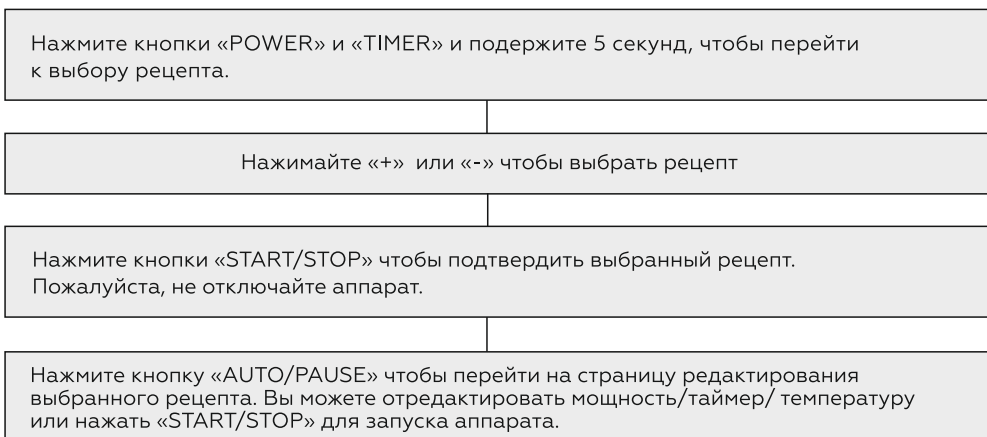 Нажмите кнопки «POWER» и «TIMER» и подержите 5 секунд, чтобы перейти
к выбору рецепта.
Нажимайте «+» или «-» чтобы выбрать рецепт
Нажмите кнопки «START/STOP» чтобы подтвердить выбранный рецепт.
Пожалуйста, не отключайте аппарат.
Нажмите кнопку «AUTO/PAUSE» чтобы перейти на страницу редактирования
выбранного рецепта. Вы можете отредактировать мощность/таймер/ температуру
или нажать «START/STOP» для запуска аппарата.